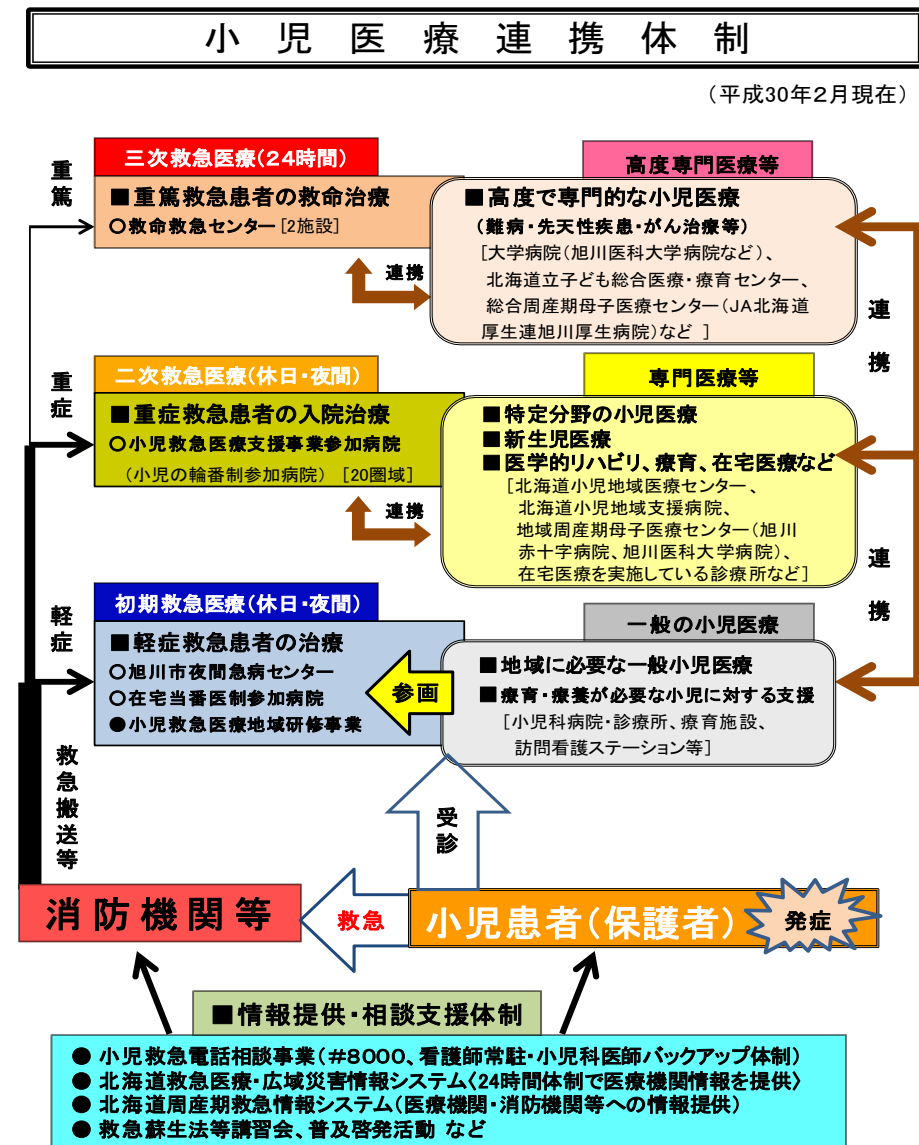 小児医療連携体制
（平成30年2月現在）
重篤
三次救急医療（24時間）
■重篤救急患者の救命治療
○救命救急センター［2施設］
高度専門医療等
■高度で専門的な小児医療
（難病・先天性疾患・がん治療等）
［大学病院（旭川医科大学病院など）、
北海道立子ども総合医療・療育センター、
総合周産期母子医療センター（JA北海道
厚生連旭川厚生病院）など ］
連携
連携
重症
二次救急医療（休日・夜間）
■重症救急患者の入院治療
○小児救急医療支援事業参加病院
（小児の輪番制参加病院） ［20圏域］
専門医療等
■特定分野の小児医療
■新生児医療
■医学的リハビリ、療育、在宅医療など
［北海道小児地域医療センター、
北海道小児地域支援病院、
地域周産期母子医療センター（旭川
赤十字病院、旭川医科大学病院）、
在宅医療を実施している診療所など］
連携
連携
軽症
初期救急医療（休日・夜間）
■軽症救急患者の治療
○旭川市夜間急病センター
○在宅当番医制参加病院
●小児救急医療地域研修事業
参画
一般の小児医療
■地域に必要な一般小児医療
■療育・療養が必要な小児に対する支援
［小児科病院・診療所、療育施設、
訪問看護ステーション等］
救急搬送等
受診
消防機関等
救急
小児患者（保護者）
発症
■情報提供・相談支援体制
● 小児救急電話相談事業（＃8000、看護師常駐・小児科医師バックアップ体制）
● 北海道救急医療・広域災害情報システム〈24時間体制で医療機関情報を提供〉
● 北海道周産期救急情報システム（医療機関・消防機関等への情報提供）
● 救急蘇生法等講習会、普及啓発活動 など